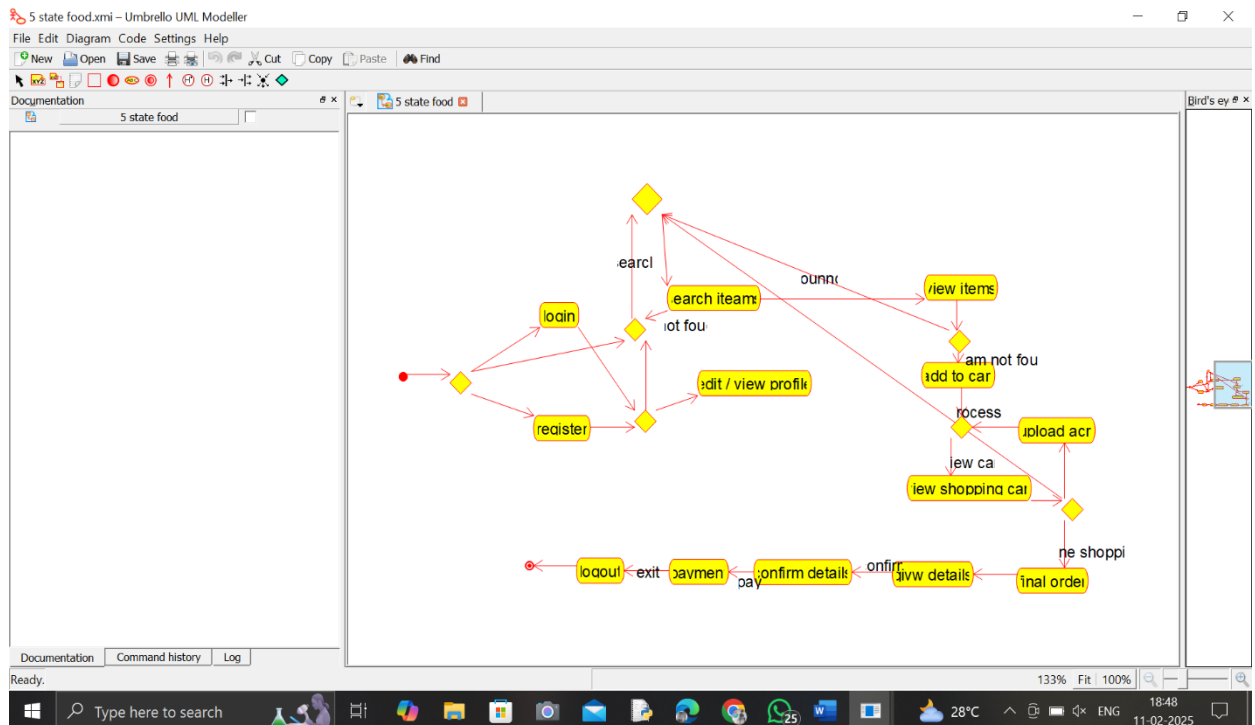 5 state food.xmi – Umbrello UML Modeller
File Edit Diagram Code Settings Help
New Open Save Cut Copy Paste Find
Documentation
5 state food
5 state food
Bird's ey
searcl
ounn
earch iteams
view items
login
not fou
am not fou
add to car
edit / view profile
rocess
register
upload acr
iew ca
iew shopping car
ne shoppi
logout
exit
paymen
pay
confirm details
onfirr
givw details
final order
Documentation Command history Log
Ready.
133% Fit 100%
Type here to search
25
28°C
ENG
18:48
11-02-2025